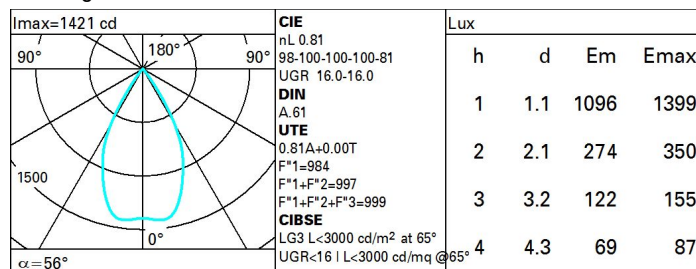 Imax=1421 cd
90°
180°
90°
1500
0°
α=56°
CIE
nL 0.81
98-100-100-100-81
UGR 16.0-16.0
DIN
A.61
UTE
0.81A+0.00T
F"1=984
F"1+F"2=997
F"1+F"2+F"3=999
CIBSE
LG3 L<3000 cd/m² at 65°
UGR<16 | L<3000 cd/mq @65°
Lux
h d Em Emax
1 1.1 1096 1399
2 2.1 274 350
3 3.2 122 155
4 4.3 69 87